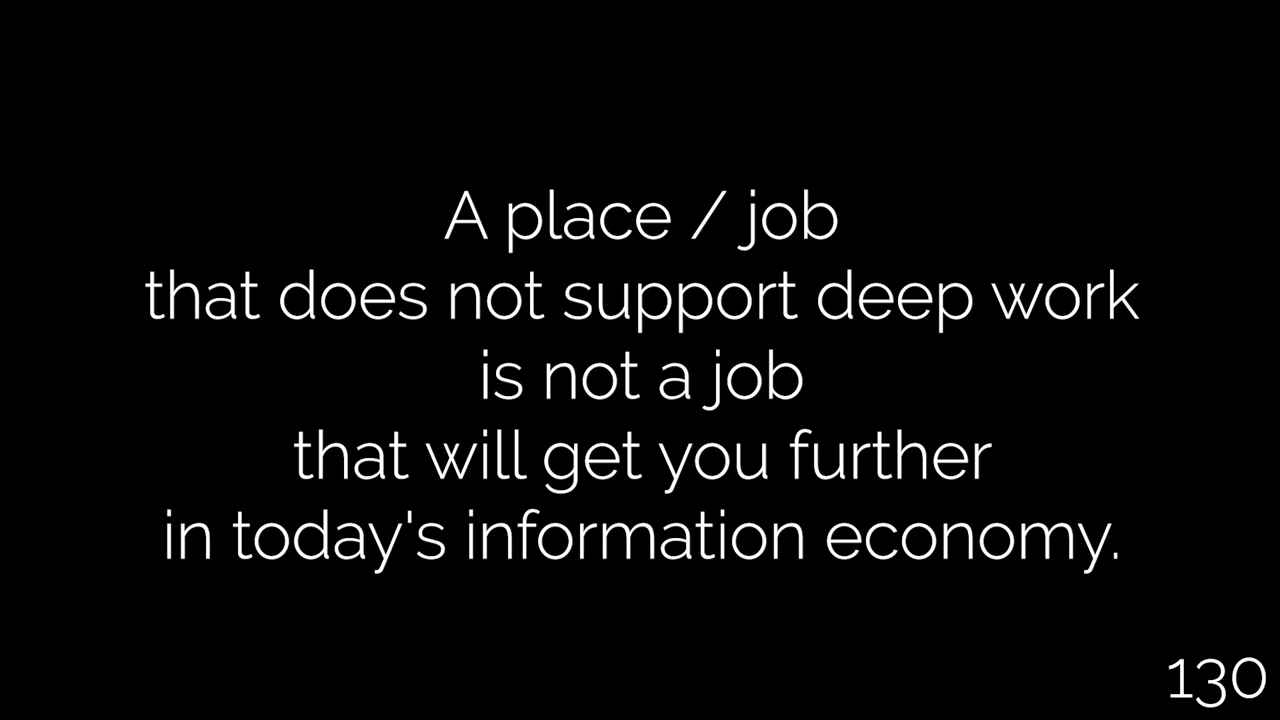 A place / job
that does not support deep work
is not a job
that will get you further
in today's information economy.
130